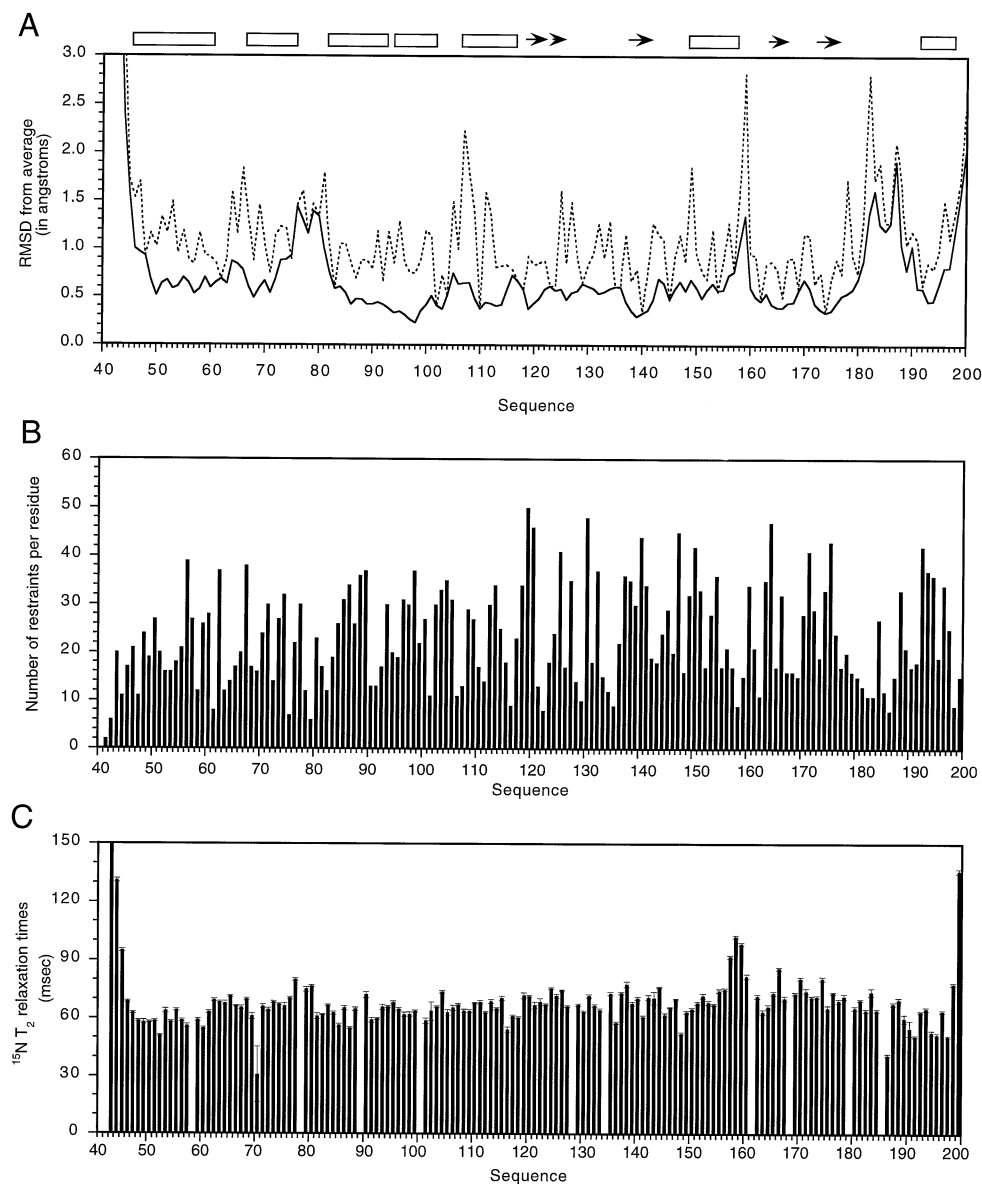 A
3.0
2.5
2.0
1.5
1.0
0.5
0.0
RMSD from average
(in angstroms)
40 50 60 70 80 90 100 110 120 130 140 150 160 170 180 190 200
Sequence
B
60
50
40
30
20
10
0
Number of restraints per residue
40 50 60 70 80 90 100 110 120 130 140 150 160 170 180 190 200
Sequence
C
150
120
90
60
30
0
15N T2 relaxation times
(msec)
40 50 60 70 80 90 100 110 120 130 140 150 160 170 180 190 200
Sequence